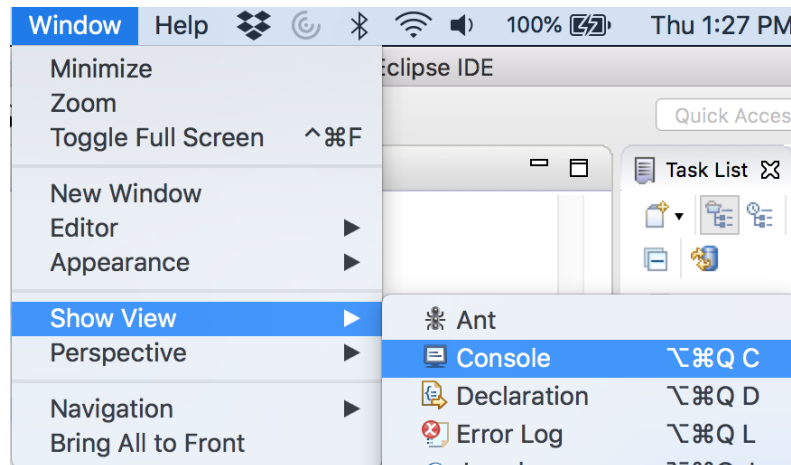 Window Help 100% Thu 1:27 PM
Eclipse IDE
Minimize
Zoom
Toggle Full Screen ^⌘F
Quick Acces
Task List
New Window
Editor
Appearance
Show View
Perspective
Navigation
Bring All to Front
Ant
Console ⌥⌘Q C
Declaration ⌥⌘Q D
Error Log ⌥⌘Q L